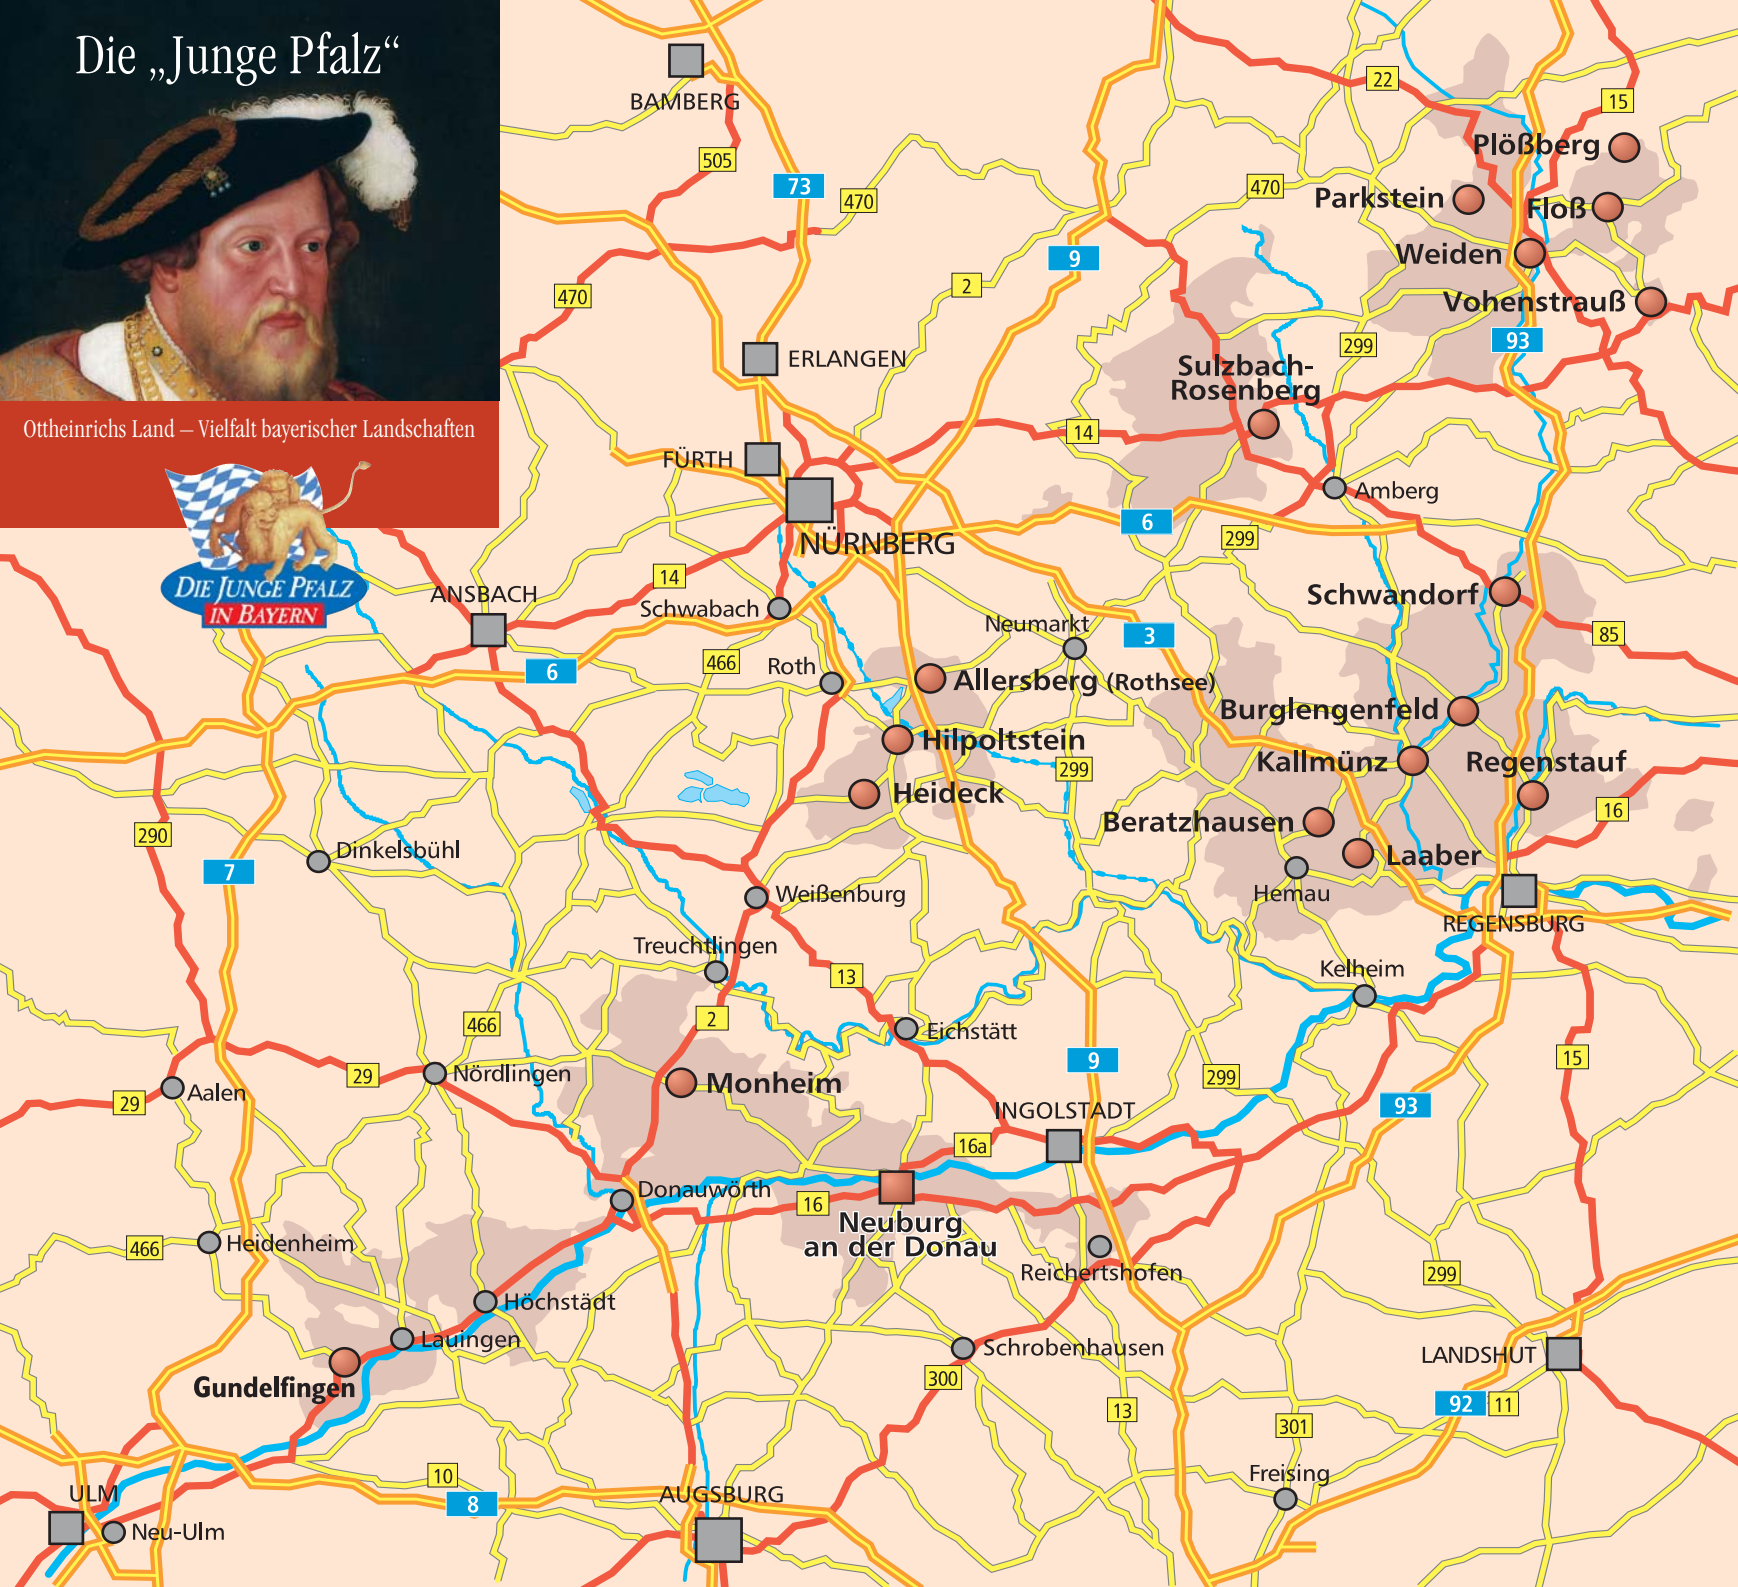 Die „Junge Pfalz“
Ottheinrichs Land – Vielfalt bayerischer Landschaften
DIE JUNGE PFALZ
IN BAYERN
BAMBERG
22
15
505
Plößberg
73
470
470
Parkstein
Floß
Weiden
9
2
470
Vohenstrauß
299
93
ERLANGEN
Sulzbach-
Rosenberg
14
FÜRTH
Amberg
6
299
NÜRNBERG
14
ANSBACH
Schwabach
Schwandorf
Neumarkt
3
85
466
6
Roth
Allersberg (Rothsee)
Burglengenfeld
Hilpoltstein
299
Kallmünz
Regenstauf
Heideck
16
Beratzhausen
290
Dinkelsbühl
Laaber
7
Weißenburg
Hemau
REGENSBURG
Treuchtlingen
13
Kelheim
2
466
Eichstätt
9
15
29
Nördlingen
Monheim
299
29
Aalen
93
INGOLSTADT
16a
Donauwörth
16
Neuburg
an der Donau
466
Heidenheim
Reichertshofen
299
Höchstädt
Lauingen
Schrobenhausen
LANDSHUT
300
Gundelfingen
13
92
11
301
10
Freising
ULM
8
AUGSBURG
Neu-Ulm